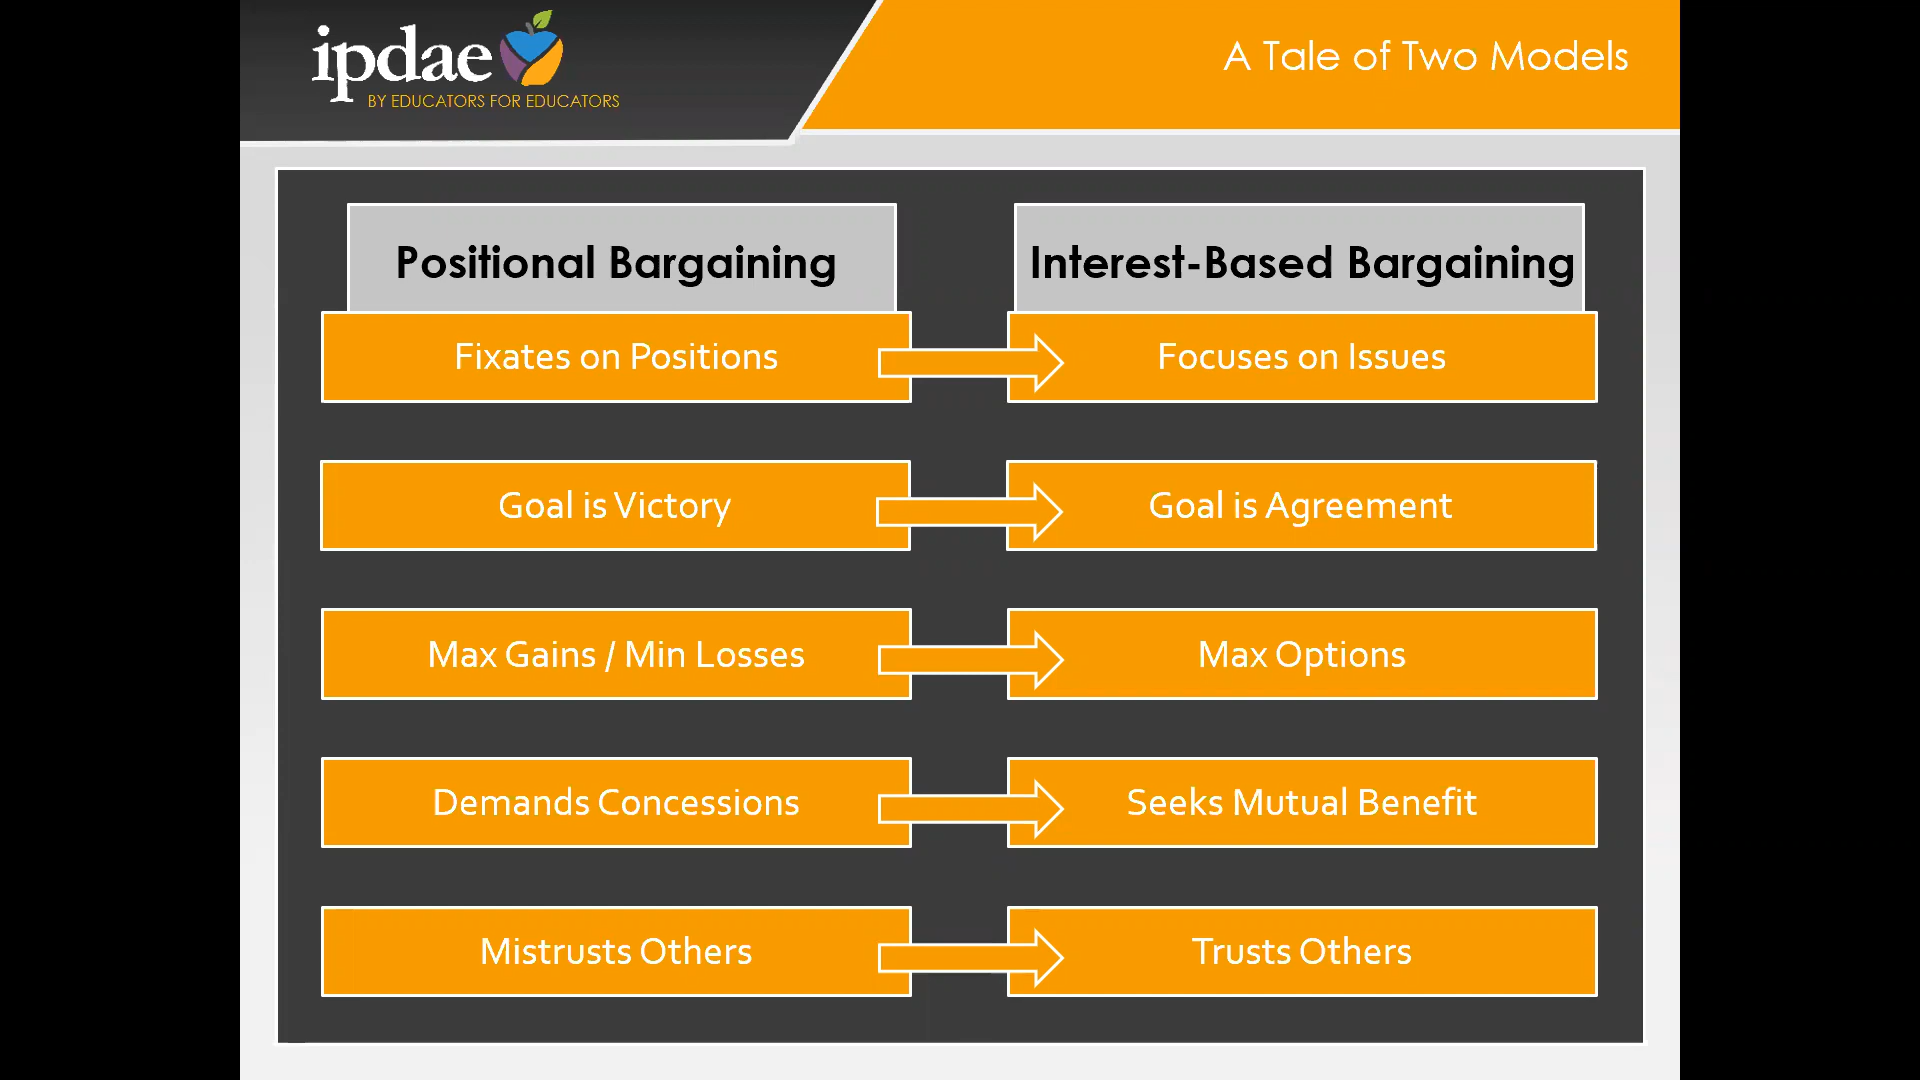 ipdae
BY EDUCATORS FOR EDUCATORS
A Tale of Two Models
Positional Bargaining
Interest-Based Bargaining
Fixates on Positions
Focuses on Issues
Goal is Victory
Goal is Agreement
Max Gains / Min Losses
Max Options
Demands Concessions
Seeks Mutual Benefit
Mistrusts Others
Trusts Others